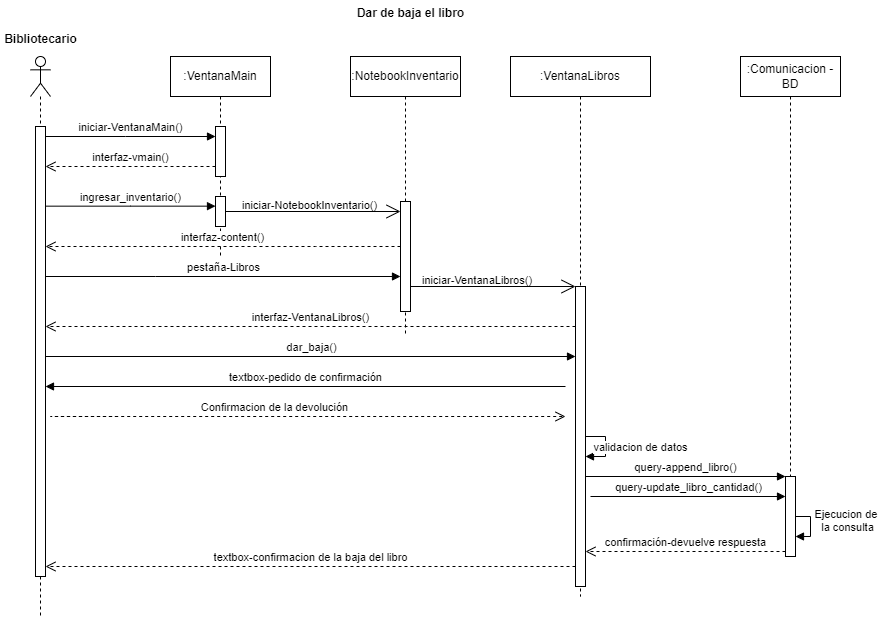 Dar de baja el libro
Bibliotecario
:VentanaMain
:NotebookInventario
:VentanaLibros
:Comunicacion -
BD
iniciar-VentanaMain()
interfaz-vmain()
ingresar_inventario()
iniciar-NotebookInventario()
interfaz-content()
pestaña-Libros
iniciar-VentanaLibros()
interfaz-VentanaLibros()
dar_baja()
textbox-pedido de confirmación
Confirmacion de la devolución
validacion de datos
query-append_libro()
query-update_libro_cantidad()
Ejecucion de
la consulta
confirmación-devuelve respuesta
textbox-confirmacion de la baja del libro